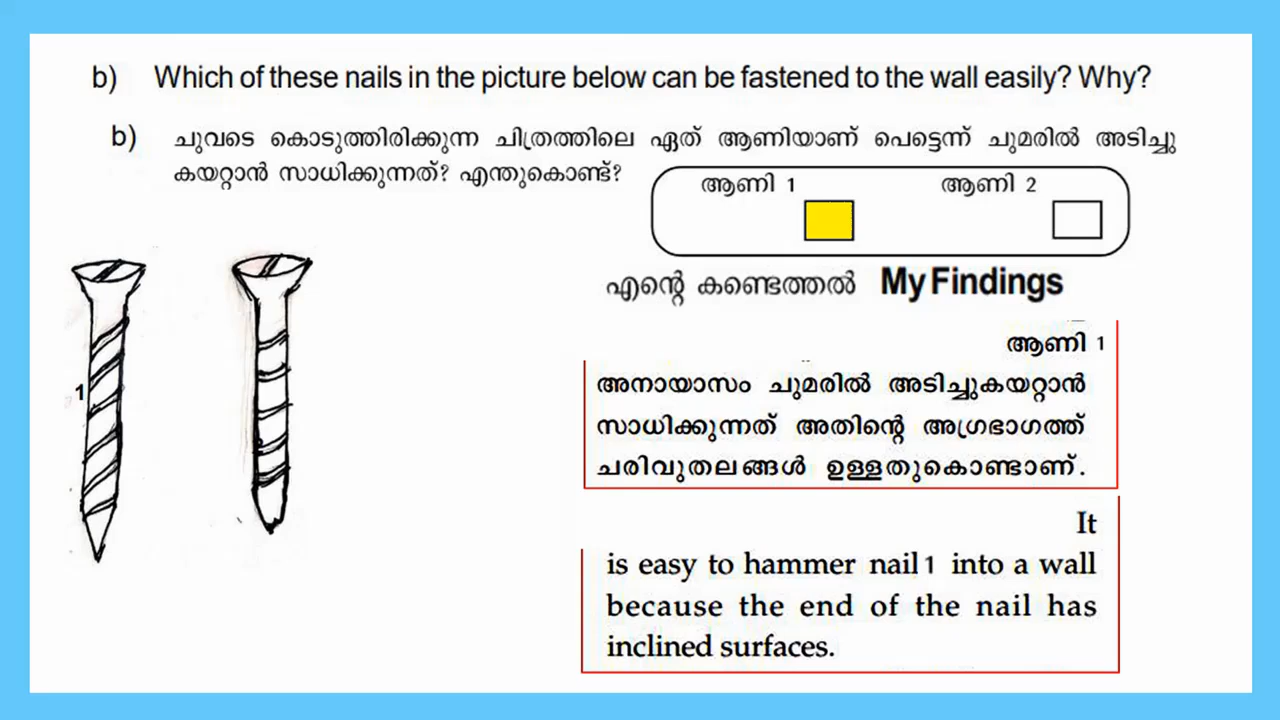 b) Which of these nails in the picture below can be fastened to the wall easily? Why?
b) ചുവടെ കൊടുത്തിരിക്കുന്ന ചിത്രത്തിലെ ഏത് ആണിയാണ് പെട്ടെന്ന് ചുമരിൽ അടിച്ചു
കയറ്റാൻ സാധിക്കുന്നത്? എന്തുകൊണ്ട്?
ആണി 1 ആണി 2
എന്റെ കണ്ടെത്തൽ My Findings
ആണി 1
അനായാസം ചുമരിൽ അടിച്ചുകയറ്റാൻ
സാധിക്കുന്നത് അതിന്റെ അഗ്രഭാഗത്ത്
ചരിവുതലങ്ങൾ ഉള്ളതുകൊണ്ടാണ്.
1
It
is easy to hammer nail 1 into a wall
because the end of the nail has
inclined surfaces.